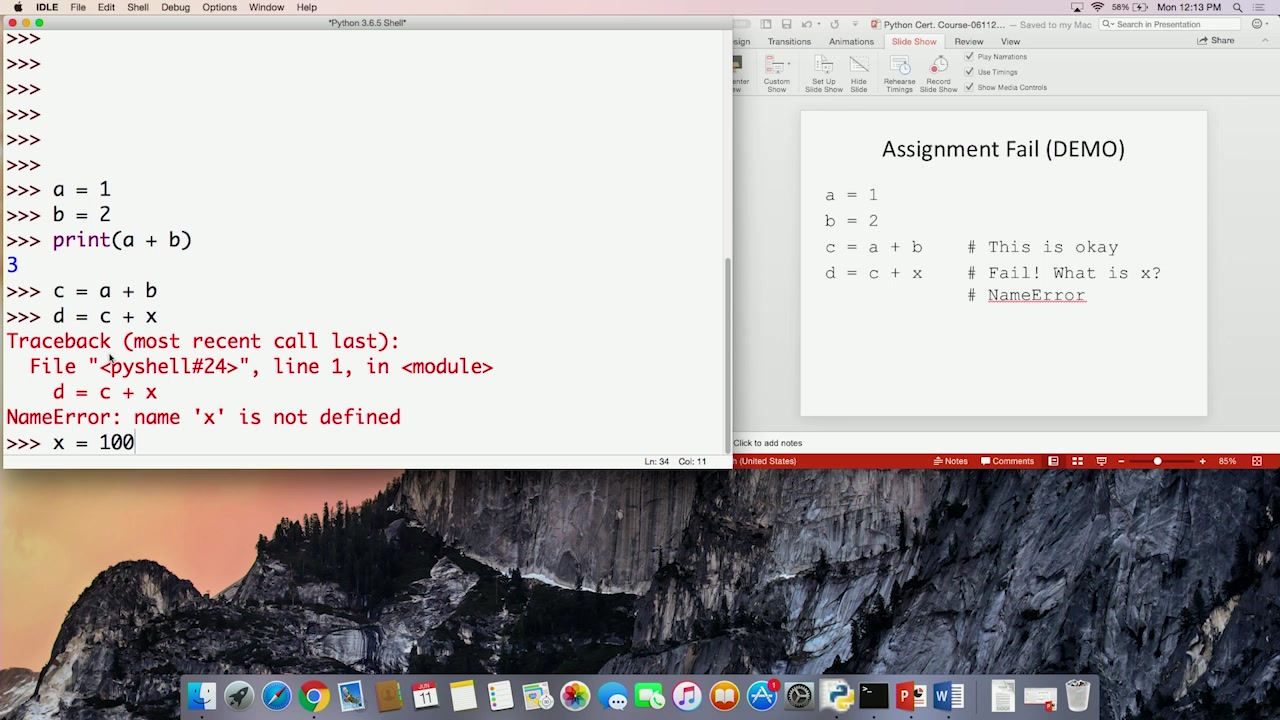 IDLE File Edit Shell Debug Options Window Help
58% Mon 12:13 PM
*Python 3.6.5 Shell*
>>>
>>>
>>>
>>>
>>>
>>>
>>> a = 1
>>> b = 2
>>> print(a + b)
3
>>> c = a + b
>>> d = c + x
Traceback (most recent call last):
File "<pyshell#24>", line 1, in <module>
d = c + x
NameError: name 'x' is not defined
>>> x = 100
Ln: 34 Col: 11
Python Cert. Course-06112... — Saved to my Mac
Search in Presentation
sign Transitions Animations Slide Show Review View
Share
Custom Show
Set Up Slide Show
Hide Slide
Rehearse Timings
Record Slide Show
Play Narrations
Use Timings
Show Media Controls
Assignment Fail (DEMO)
a = 1
b = 2
c = a + b # This is okay
d = c + x # Fail! What is x?
# NameError
Click to add notes
(United States)
Notes Comments
85%
JUN
11
1